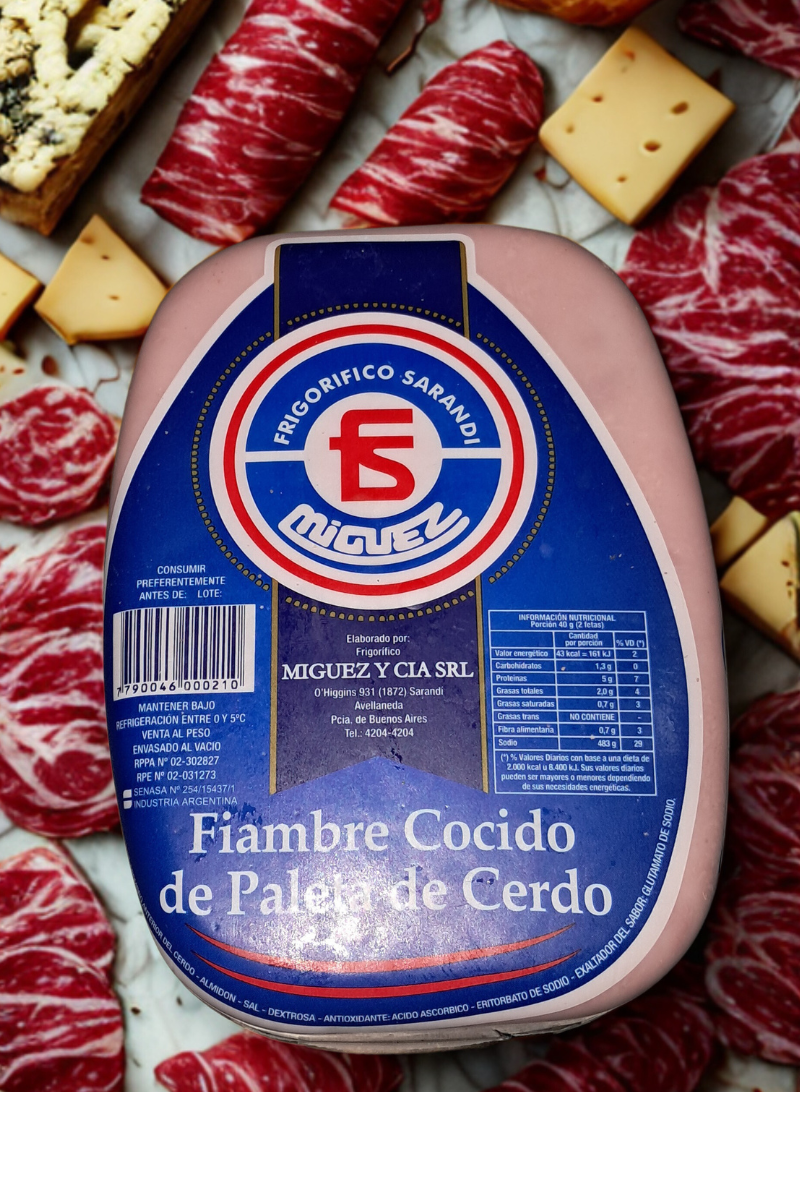 FRIGORIFICO SARANDI
fs
MIGUEZ
CONSUMIR
PREFERENTEMENTE
ANTES DE: LOTE:
7 790046 000210
MANTENER BAJO
REFRIGERACIÓN ENTRE 0 Y 5ºC
VENTA AL PESO
ENVASADO AL VACIO
RPPA Nº 02-302827
RPE Nº 02-031273
SENASA Nº 254/15437/1
INDUSTRIA ARGENTINA
Elaborado por:
Frigorífico
MIGUEZ Y CIA SRL
O'Higgins 931 (1872) Sarandí
Avellaneda
Pcia. de Buenos Aires
Tel.: 4204-4204
INFORMACIÓN NUTRICIONAL
Porción 40 g (2 fetas)
Cantidad
por porción % VD (*)
Valor energético 43 kcal = 161 kJ 2
Carbohidratos 1,3 g 0
Proteínas 5 g 7
Grasas totales 2,0 g 4
Grasas saturadas 0,7 g 3
Grasas trans NO CONTIENE -
Fibra alimentaria 0,7 g 3
Sodio 483 g 29
(*) % Valores Diarios con base a una dieta de
2.000 kcal u 8.400 kJ. Sus valores diarios
pueden ser mayores o menores dependiendo
de sus necesidades energéticas.
Fiambre Cocido
de Paleta de Cerdo
DEL CERDO - ALMIDON - SAL - DEXTROSA - ANTIOXIDANTE: ACIDO ASCORBICO - ERITORBATO DE SODIO - EXALTADOR DEL SABOR: GLUTAMATO DE SODIO.